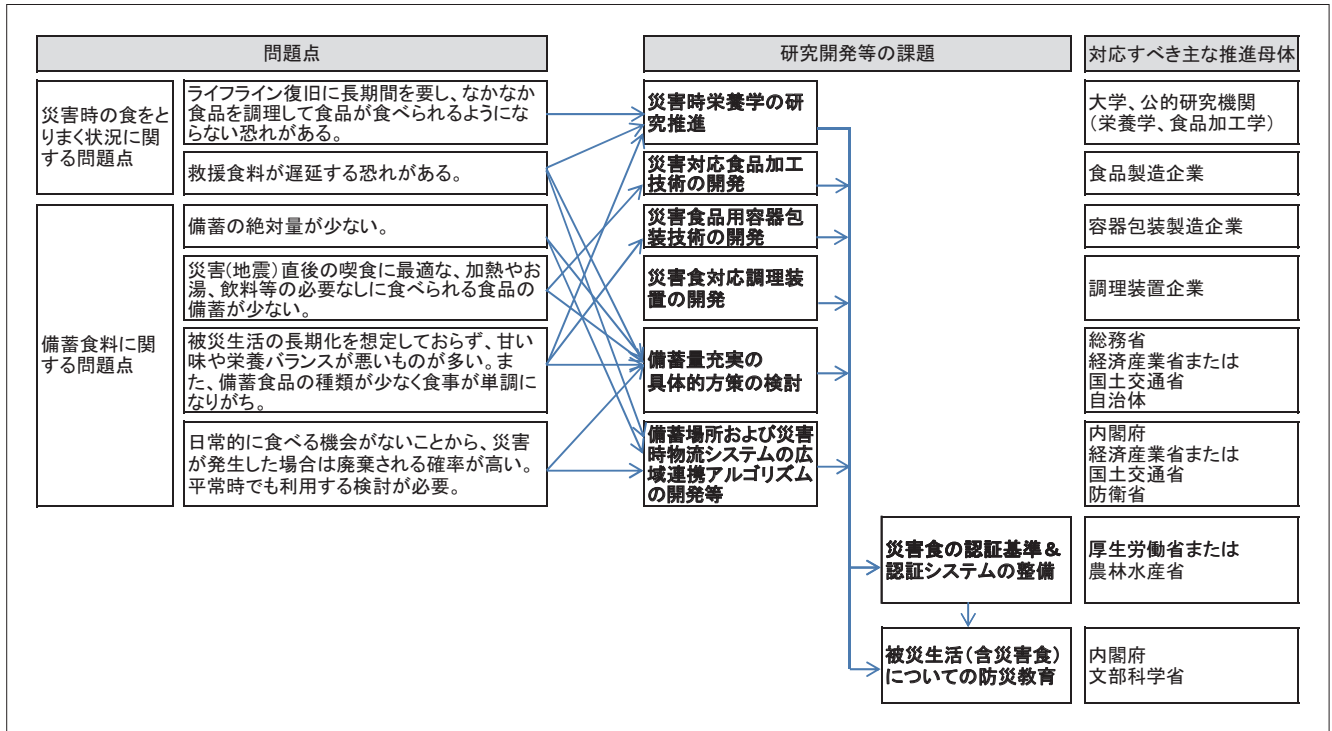 問題点
研究開発等の課題
対応すべき主な推進母体
災害時の食をと
りまく状況に関
する問題点
ライフライン復旧に長期間を要し、なかなか
食品を調理して食品が食べられるようにな
らない恐れがある。
救援食料が遅延する恐れがある。
備蓄食料に関
する問題点
備蓄の絶対量が少ない。
災害(地震)直後の喫食に最適な、加熱やお
湯、飲料等の必要なしに食べられる食品の
備蓄が少ない。
被災生活の長期化を想定しておらず、甘い
味や栄養バランスが悪いものが多い。ま
た、備蓄食品の種類が少なく食事が単調に
なりがち。
日常的に食べる機会がないことから、災害
が発生した場合は廃棄される確率が高い。
平常時でも利用する検討が必要。
災害時栄養学の研
究推進
災害対応食品加工
技術の開発
災害食品用容器包
装技術の開発
災害食対応調理装
置の開発
備蓄量充実の
具体的方策の検討
備蓄場所および災害
時物流システムの広
域連携アルゴリズム
の開発等
災害食の認証基準＆
認証システムの整備
被災生活(含災害食)
についての防災教育
大学、公的研究機関
(栄養学、食品加工学)
食品製造企業
容器包装製造企業
調理装置企業
総務省
経済産業省または
国土交通省
自治体
内閣府
経済産業省または
国土交通省
防衛省
厚生労働省または
農林水産省
内閣府
文部科学省